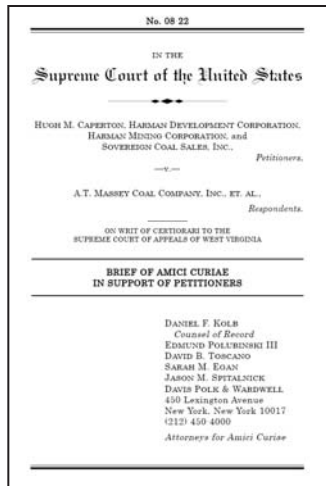 No. 08 22
IN THE
Supreme Court of the United States
HUGH M. CAPERTON, HARMAN DEVELOPMENT CORPORATION,
HARMAN MINING CORPORATION, and
SOVEREIGN COAL SALES, INC.,
Petitioners,
—v.—
A.T. MASSEY COAL COMPANY, INC., ET. AL.,
Respondents.
ON WRIT OF CERTIORARI TO THE
SUPREME COURT OF APPEALS OF WEST VIRGINIA
BRIEF OF AMICI CURIAE
IN SUPPORT OF PETITIONERS
DANIEL F. KOLB
Counsel of Record
EDMUND POLUBINSKI III
DAVID B. TOSCANO
SARAH M. EGAN
JASON M. SPITALNICK
DAVIS POLK & WARDWELL
450 Lexington Avenue
New York, New York 10017
(212) 450 4000
Attorneys for Amici Curiae